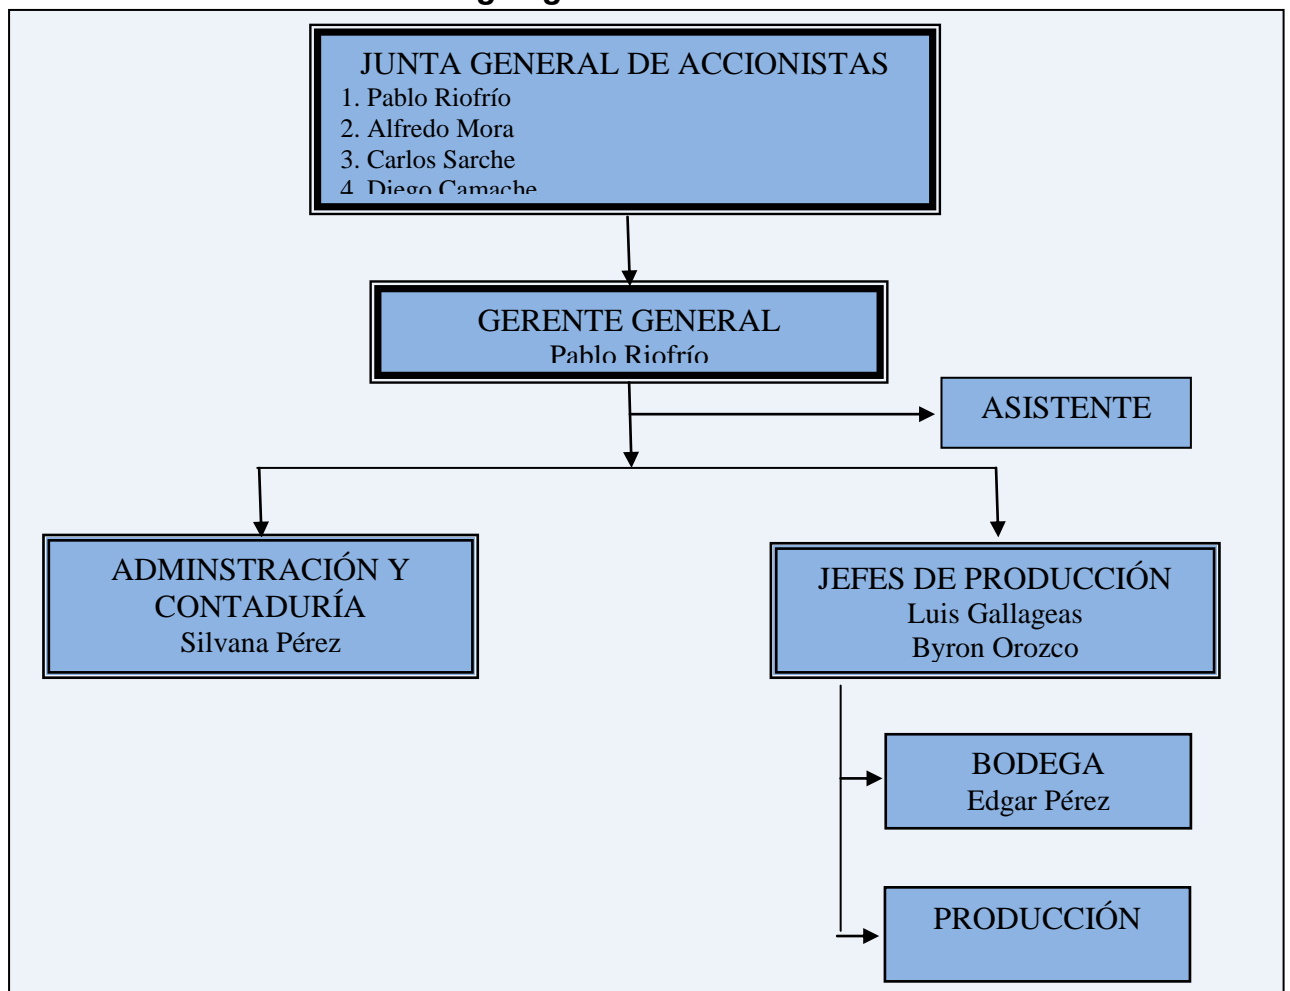 JUNTA GENERAL DE ACCIONISTAS
1. Pablo Riofrío
2. Alfredo Mora
3. Carlos Sarche
4. Diego Camache
GERENTE GENERAL
Pablo Riofrío
ASISTENTE
ADMINSTRACIÓN Y
CONTADURÍA
Silvana Pérez
JEFES DE PRODUCCIÓN
Luis Gallageas
Byron Orozco
BODEGA
Edgar Pérez
PRODUCCIÓN